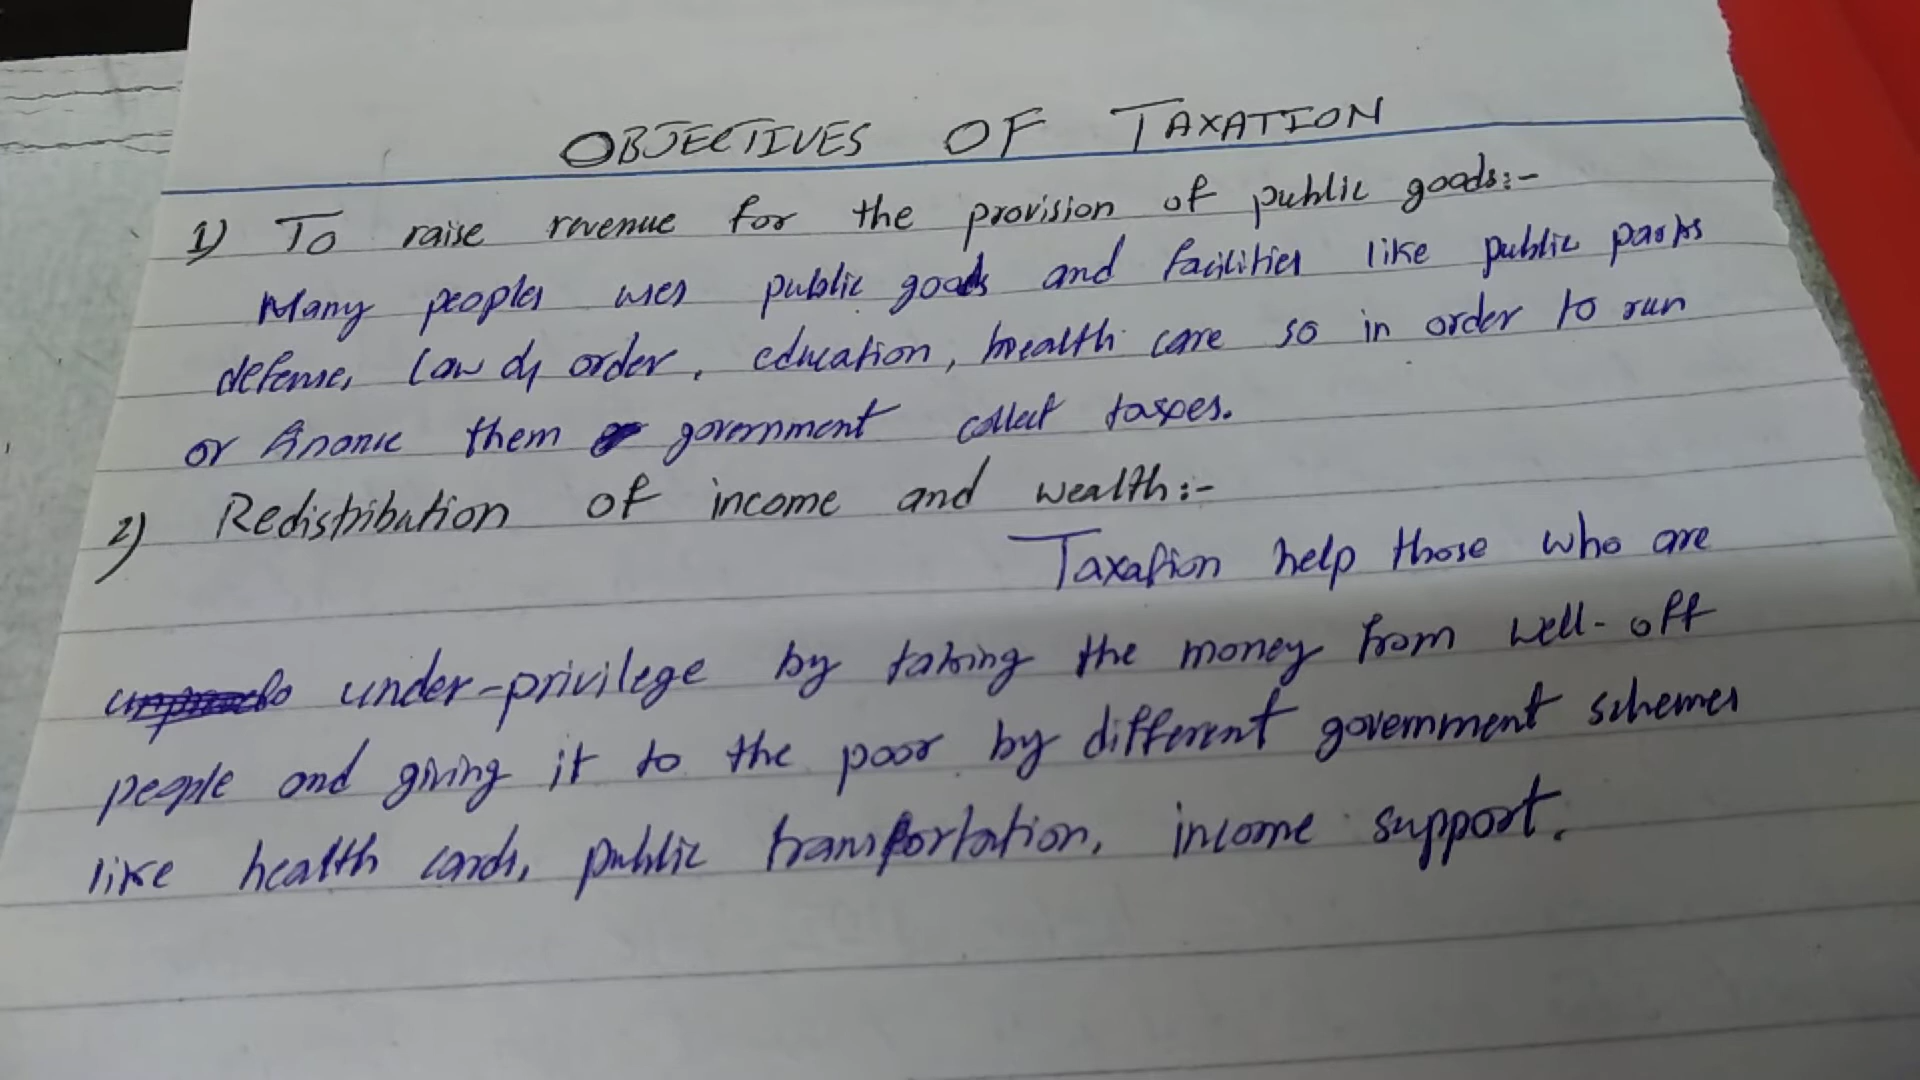 OBJECTIVES OF TAXATION
1) To raise revenue for the provision of public goods:-
Many peoples uses public goods and facilities like public parks
defense, law & order, education, health care so in order to run
or finance them government collect taxes.
2) Redistribution of income and wealth:-
Taxation help those who are
under-privilege by taking the money from well-off
people and giving it to the poor by different government schemes
like health cards, public transportation, income support.